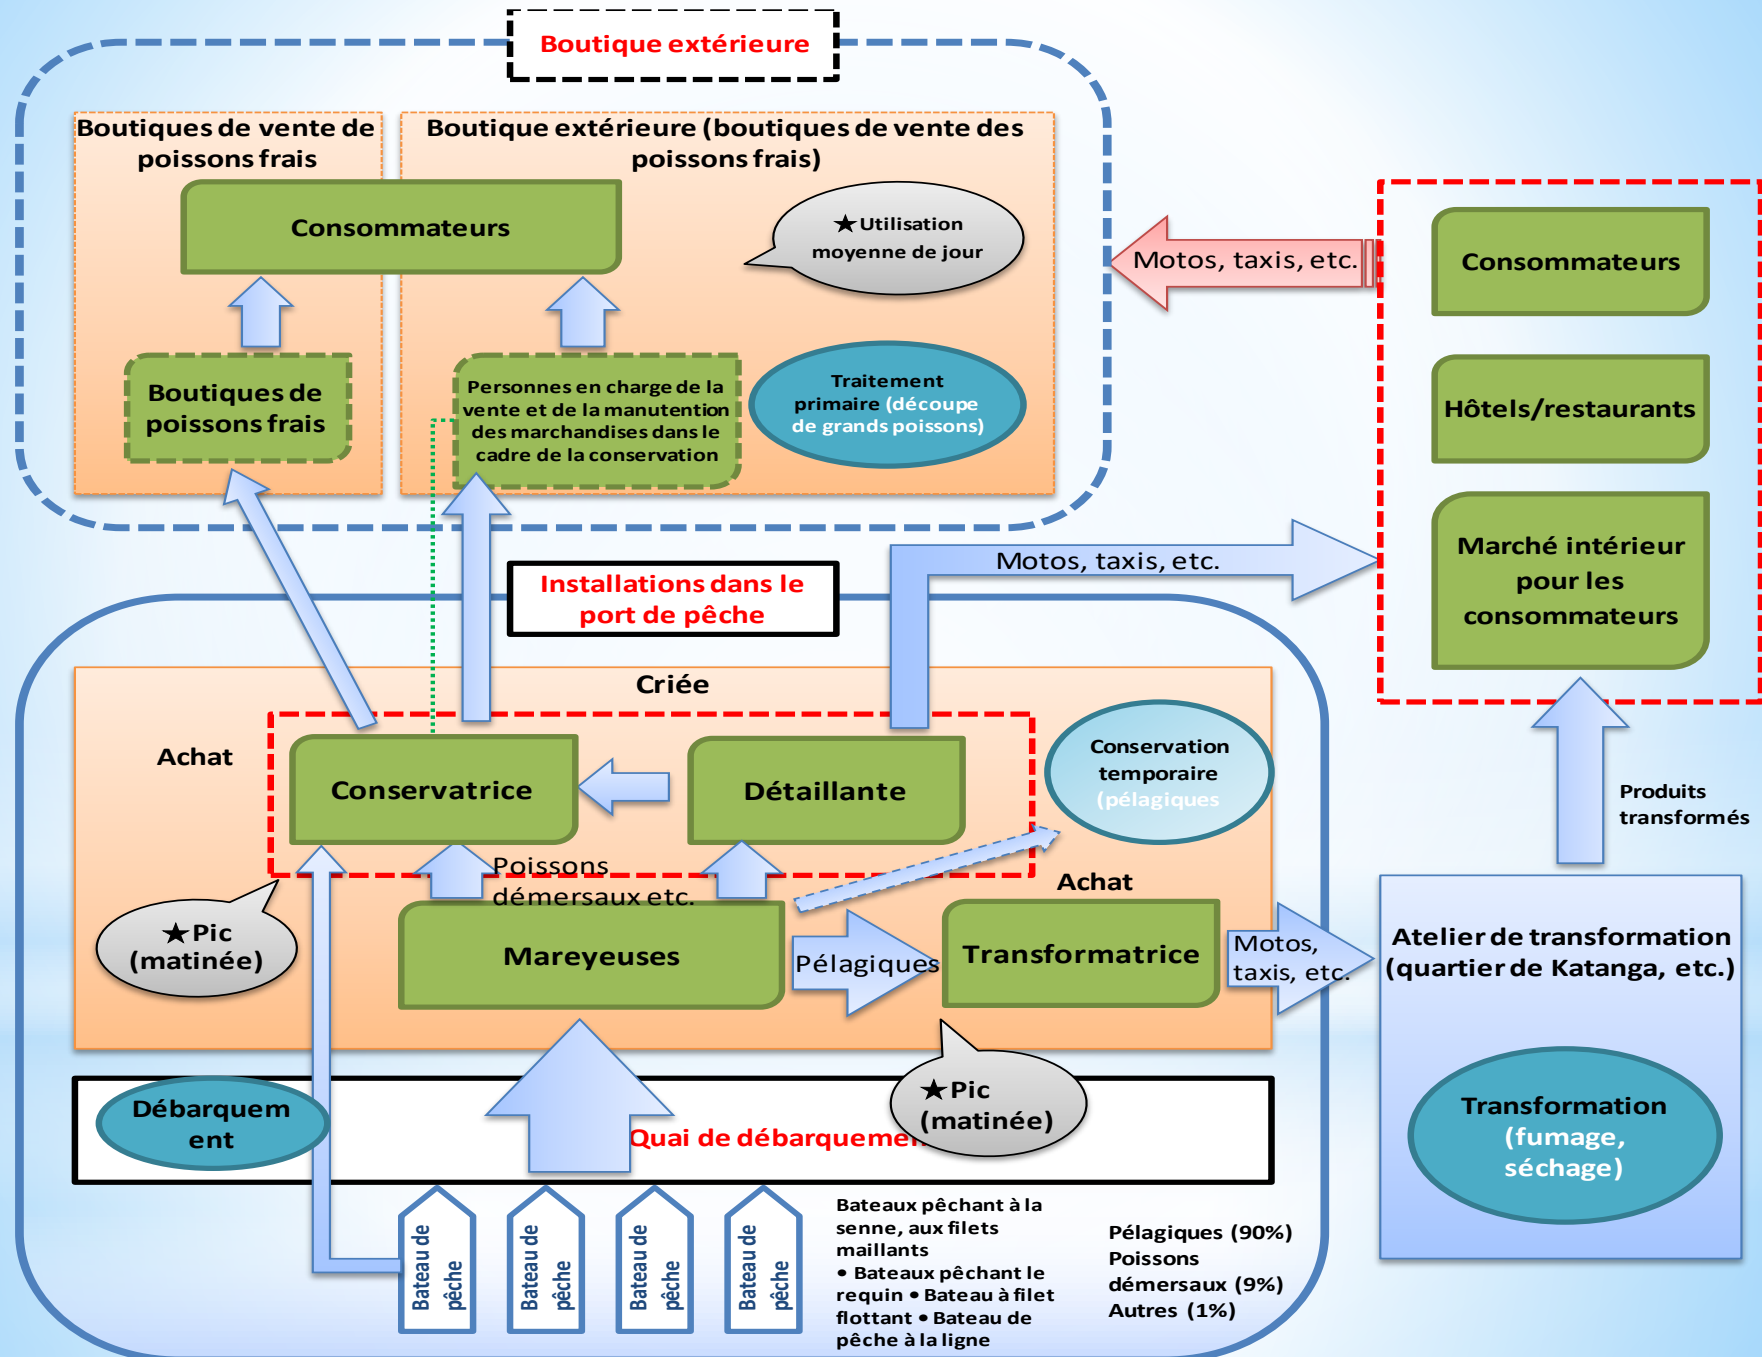 Boutique extérieure
Boutiques de vente de
poissons frais
Boutique extérieure (boutiques de vente des
poissons frais)
Consommateurs
★Utilisation
moyenne de jour
Boutiques de
poissons frais
Personnes en charge de la
vente et de la manutention
des marchandises dans le
cadre de la conservation
Traitement
primaire (découpe
de grands poissons)
Motos, taxis, etc.
Consommateurs
Hôtels/restaurants
Marché intérieur
pour les
consommateurs
Motos, taxis, etc.
Installations dans le
port de pêche
Criée
Achat
Conservatrice
Détaillante
Conservation
temporaire
(pélagiques
Poissons
démersaux etc.
Achat
★Pic
(matinée)
Mareyeuses
Pélagiques
Transformatrice
Motos,
taxis, etc.
Produits
transformés
Atelier de transformation
(quartier de Katanga, etc.)
Transformation
(fumage,
séchage)
★Pic
(matinée)
Débarquem
ent
Quai de débarquemen
Bateau de
pêche
Bateau de
pêche
Bateau de
pêche
Bateau de
pêche
Bateaux pêchant à la
senne, aux filets
maillants
• Bateaux pêchant le
requin • Bateau à filet
flottant • Bateau de
pêche à la ligne
Pélagiques (90%)
Poissons
démersaux (9%)
Autres (1%)